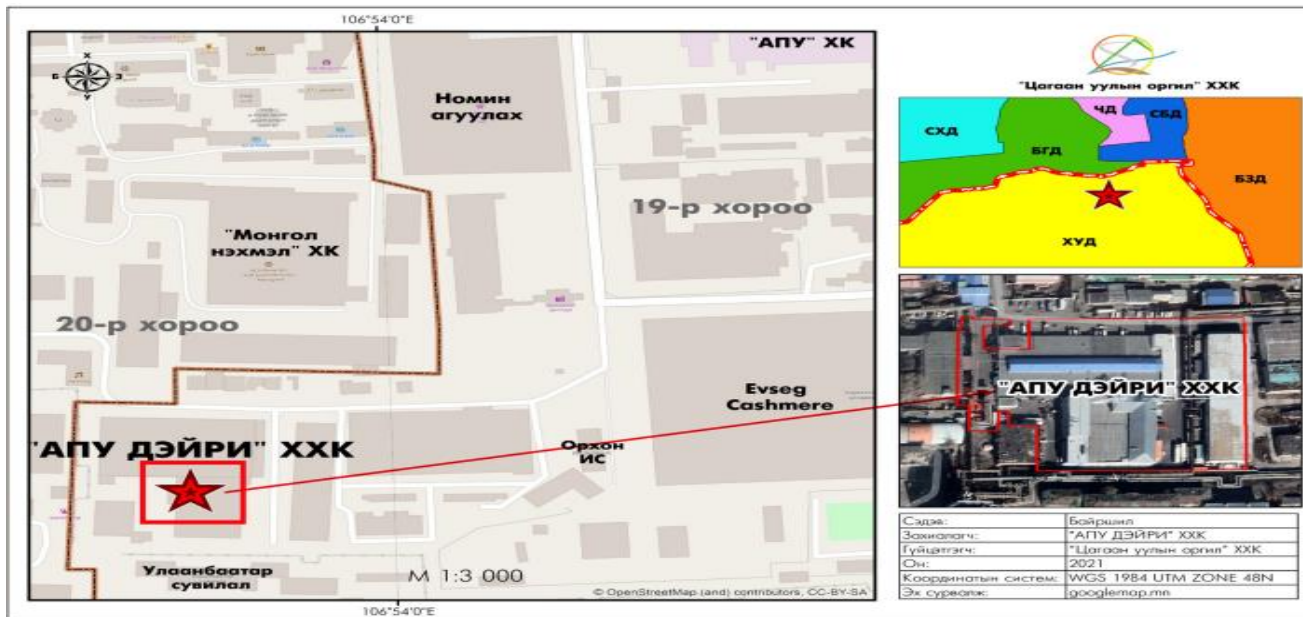 106°54'0"E
"АПУ" ХК
Х
Б
З
У
Номин
агуулах
19-р хороо
"Монгол
нэхмэл" ХК
20-р хороо
Evseg
Cashmere
"АПУ ДЭЙРИ" ХХК
Орхон
ИС
Улаанбаатар
сувилал
М 1:3 000
© OpenStreetMap (and) contributors, CC-BY-SA
106°54'0"E
"Цагаан уулын оргил" ХХК
СХД
БГД
ЧД
СБД
БЗД
ХУД
"АПУ ДЭЙРИ" ХХК
Сэдэв: Байршил
Захиалагч: "АПУ ДЭЙРИ" ХХК
Гүйцэтгэгч: "Цагаан уулын оргил" ХХК
Он: 2021
Координатын систем: WGS 1984 UTM ZONE 48N
Эх сурвалж: googlemap.mn